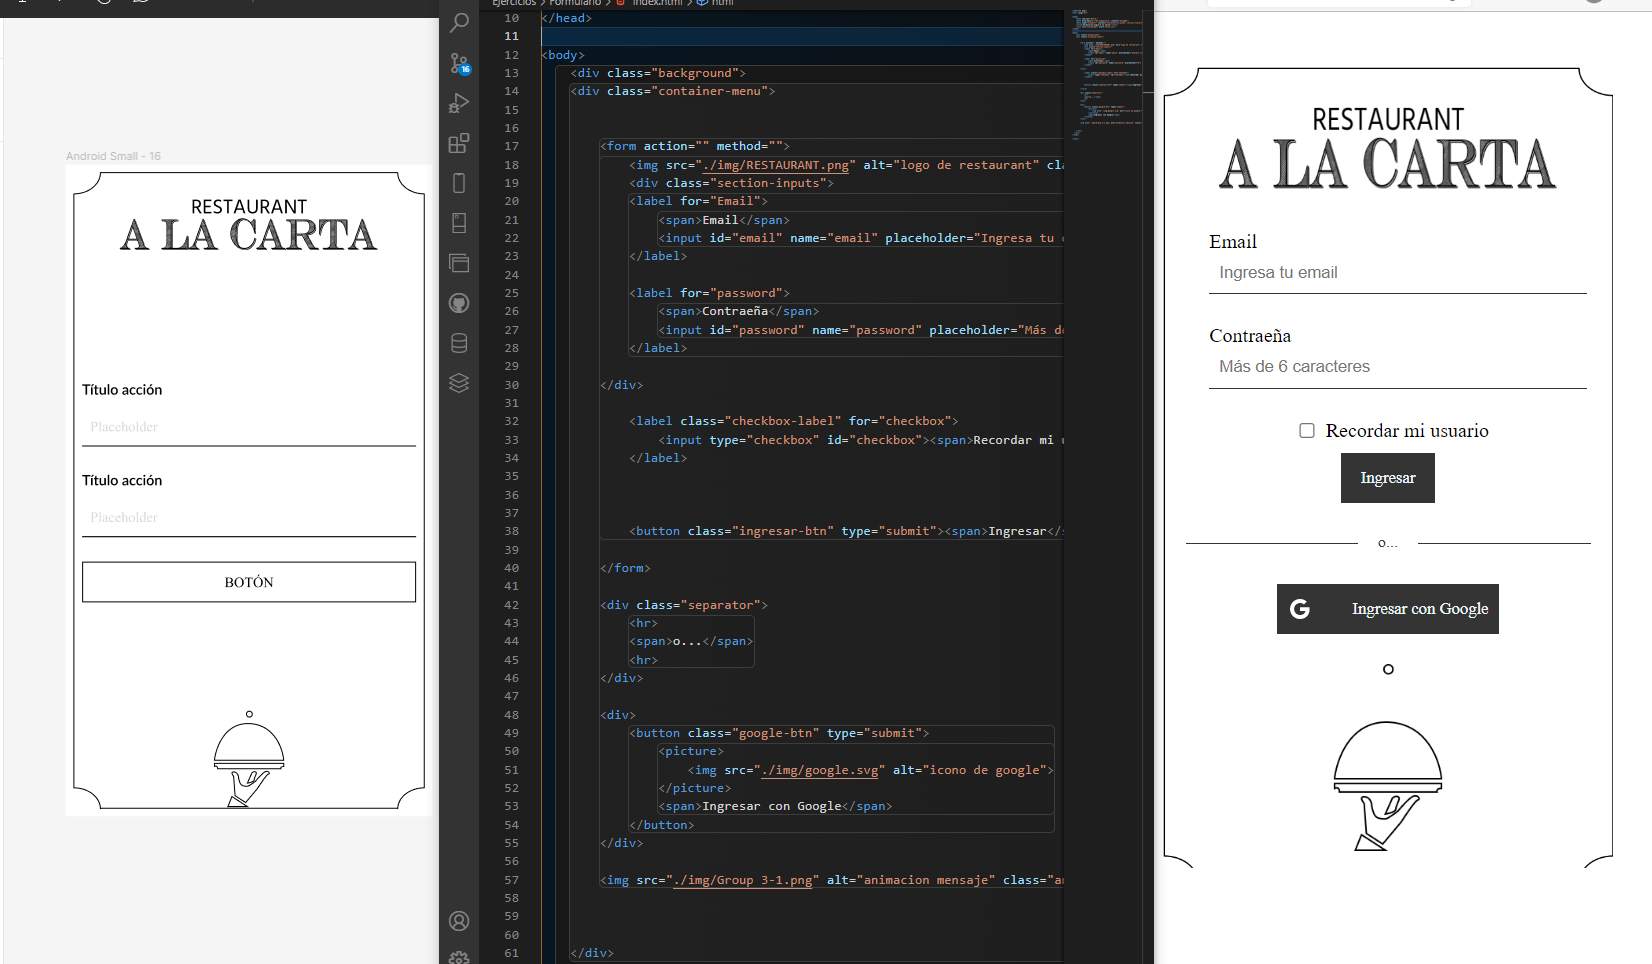 Android Small - 16
RESTAURANT
A LA CARTA
Título acción
Placeholder
Título acción
Placeholder
BOTÓN
16
Ejercicios > Formulario > index.html > html
10 </head>
11
12 <body>
13 <div class="background">
14 <div class="container-menu">
15
16
17 <form action="" method="">
18 <img src="./img/RESTAURANT.png" alt="logo de restaurant" cla
19 <div class="section-inputs">
20 <label for="Email">
21 <span>Email</span>
22 <input id="email" name="email" placeholder="Ingresa tu
23 </label>
24
25 <label for="password">
26 <span>Contraeña</span>
27 <input id="password" name="password" placeholder="Más de
28 </label>
29
30 </div>
31
32 <label class="checkbox-label" for="checkbox">
33 <input type="checkbox" id="checkbox"><span>Recordar mi u
34 </label>
35
36
37
38 <button class="ingresar-btn" type="submit"><span>Ingresar</s
39
40 </form>
41
42 <div class="separator">
43 <hr>
44 <span>o...</span>
45 <hr>
46 </div>
47
48 <div>
49 <button class="google-btn" type="submit">
50 <picture>
51 <img src="./img/google.svg" alt="icono de google">
52 </picture>
53 <span>Ingresar con Google</span>
54 </button>
55 </div>
56
57 <img src="./img/Group 3-1.png" alt="animacion mensaje" class="an
58
59
60
61 </div>
RESTAURANT
A LA CARTA
Email
Ingresa tu email
Contraeña
Más de 6 caracteres
Recordar mi usuario
Ingresar
o...
G Ingresar con Google